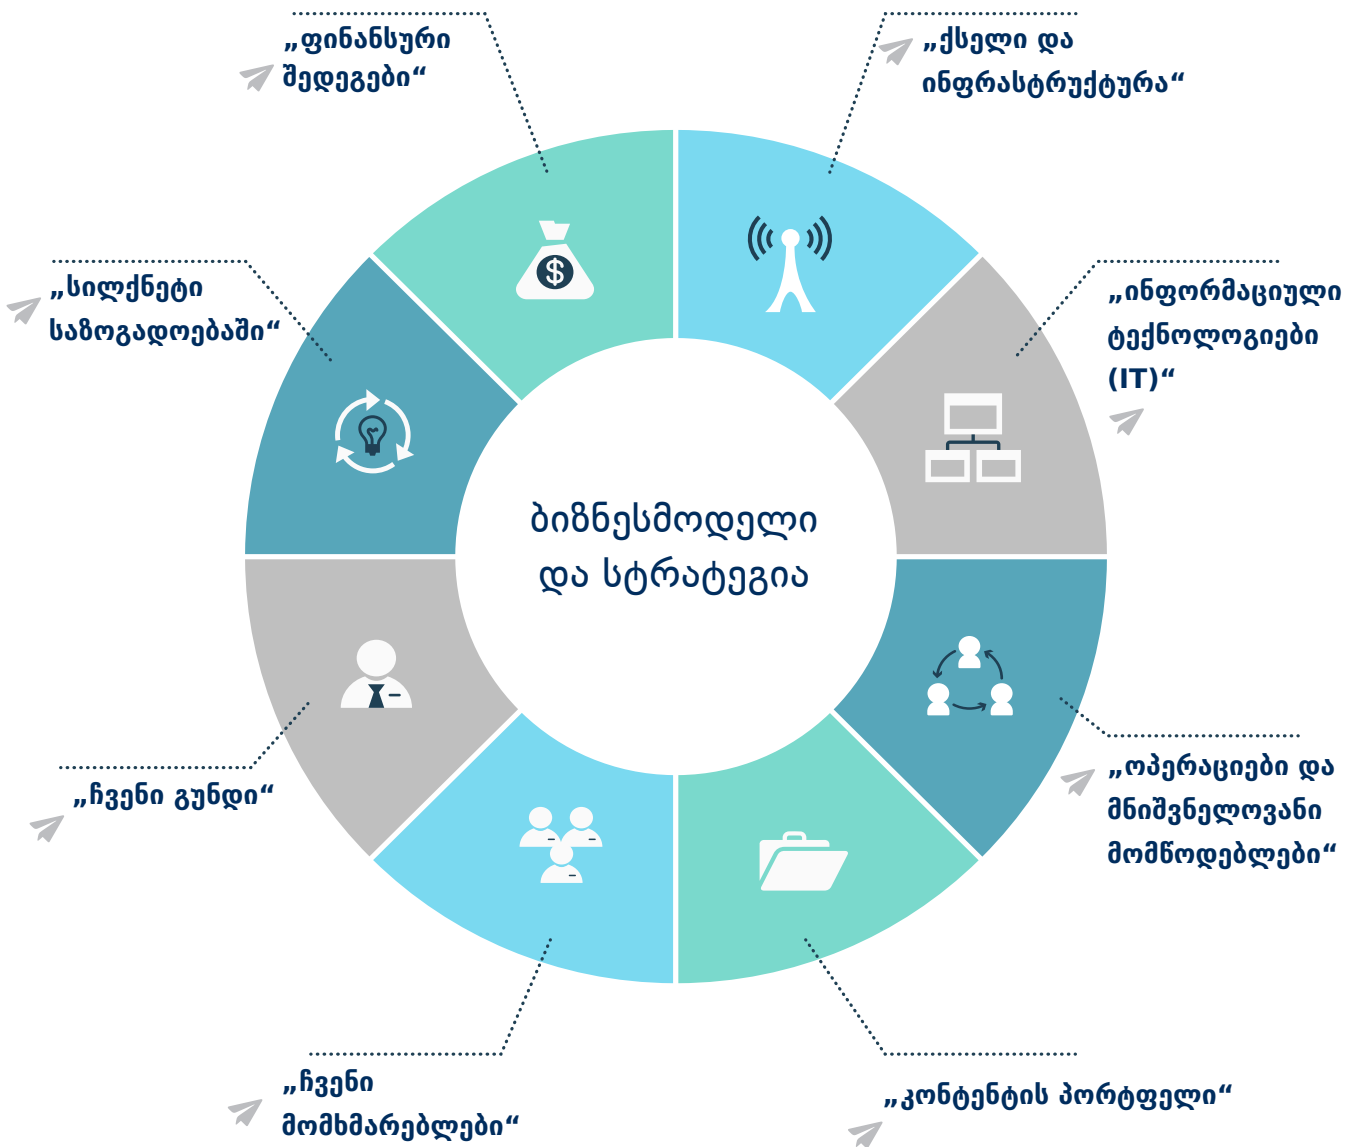 „ფინანსური
შედეგები“
„ქსელი და
ინფრასტრუქტურა“
„სილქნეტი
საზოგადოებაში“
„ინფორმაციული
ტექნოლოგიები
(IT)“
$
ბიზნესმოდელი
და სტრატეგია
„ჩვენი გუნდი“
„ოპერაციები და
მნიშვნელოვანი
მომწოდებლები“
„ჩვენი
მომხმარებლები“
„კონტენტის პორტფელი“